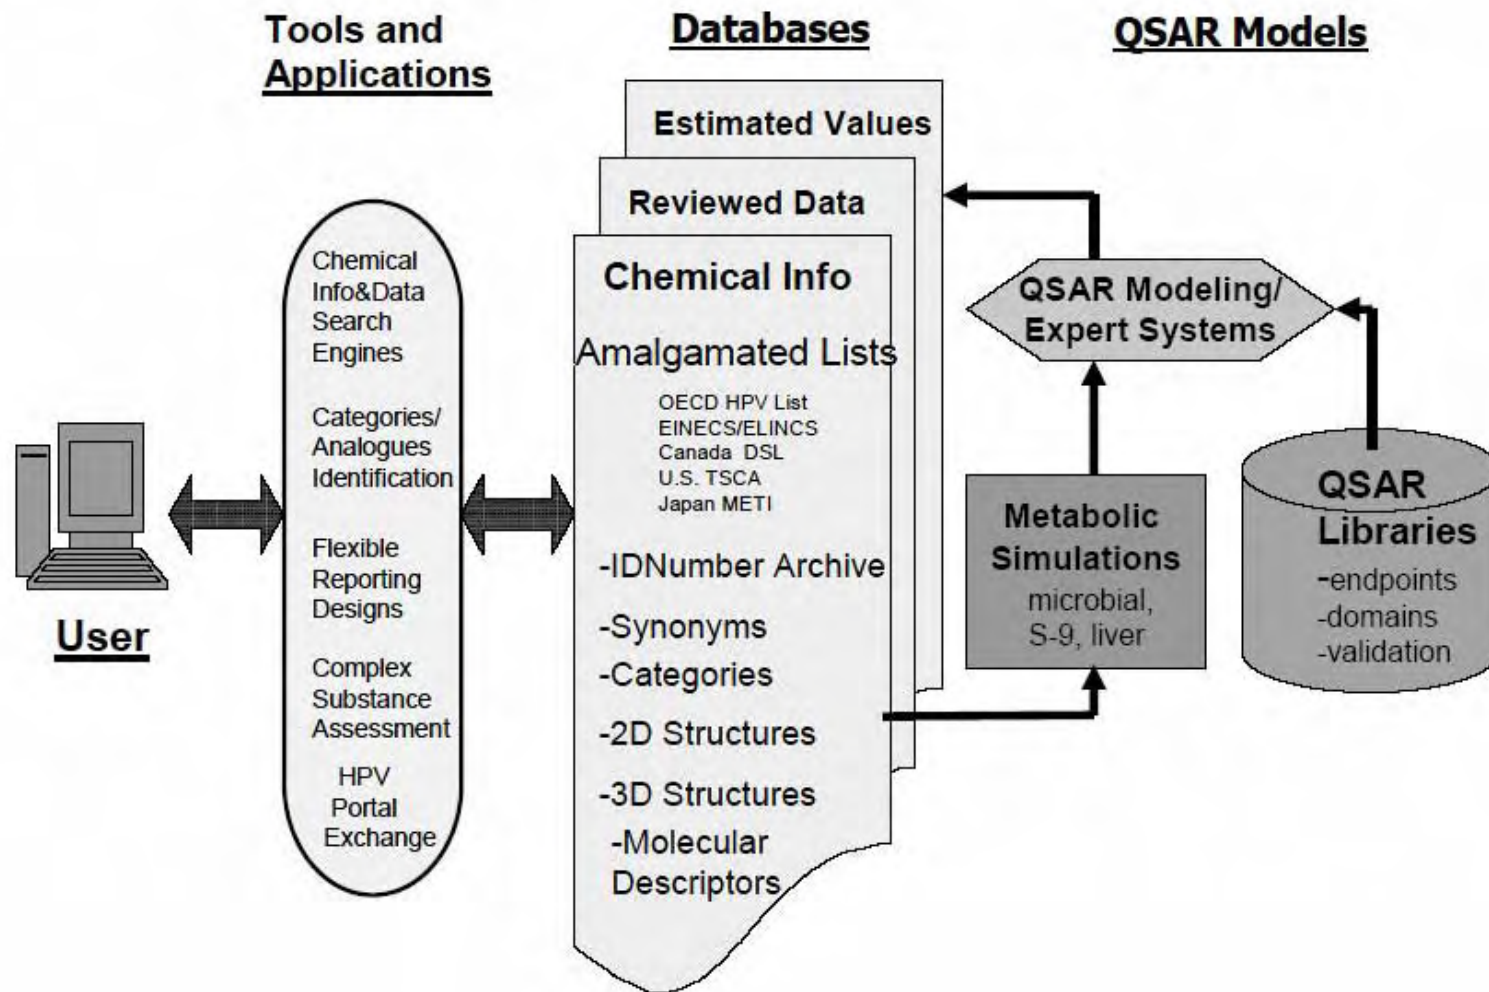 Tools and
Applications
Databases
QSAR Models
User
Chemical
Info&Data
Search
Engines
Categories/
Analogues
Identification
Flexible
Reporting
Designs
Complex
Substance
Assessment
HPV
Portal
Exchange
Estimated Values
Reviewed Data
Chemical Info
Amalgamated Lists
OECD HPV List
EINECS/ELINCS
Canada DSL
U.S. TSCA
Japan METI
-IDNumber Archive
-Synonyms
-Categories
-2D Structures
-3D Structures
-Molecular
Descriptors
QSAR Modeling/
Expert Systems
Metabolic
Simulations
microbial,
S-9, liver
QSAR
Libraries
-endpoints
-domains
-validation